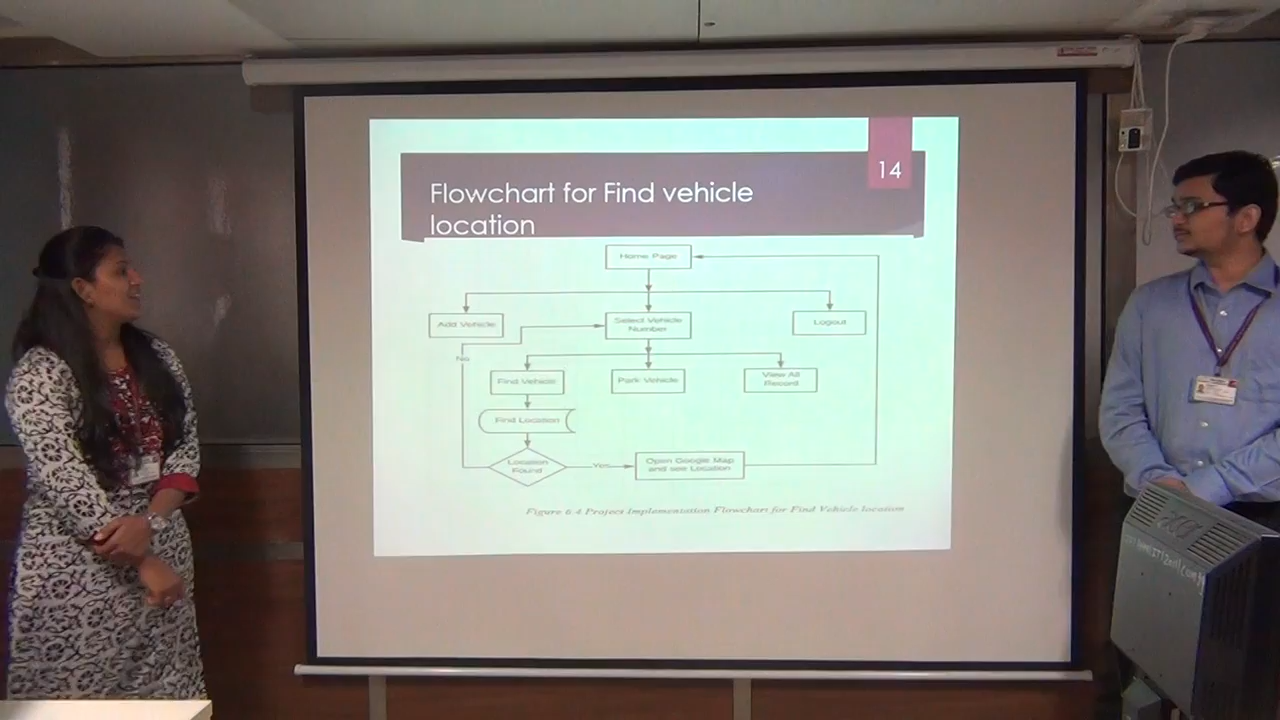 14
Flowchart for Find vehicle
location
Home Page
Add Vehicle
Select Vehicle
Number
Logout
No
Find Vehicle
Park Vehicle
View All
Record
Find Location
Location
Found
Yes
Open Google Map
and see Location
Figure 6.4 Project Implementation Flowchart for Find Vehicle location